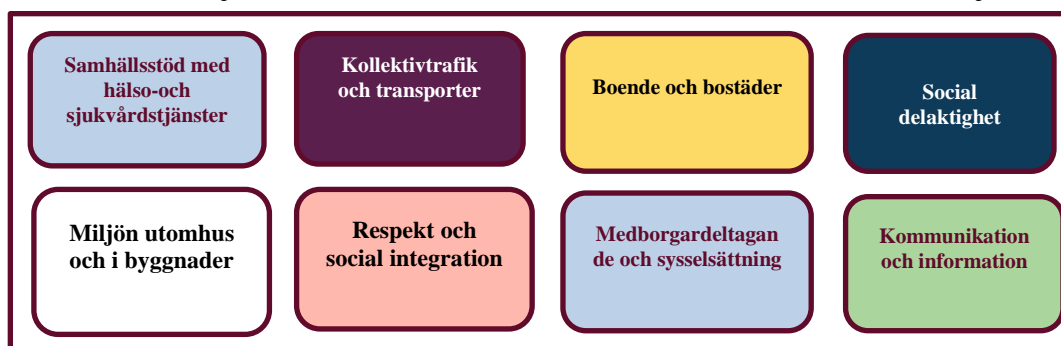 Samhällsstöd med
hälso-och
sjukvårdstjänster
Kollektivtrafik
och transporter
Boende och bostäder
Social
delaktighet
Miljön utomhus
och i byggnader
Respekt och
social integration
Medborgardeltagan
de och sysselsättning
Kommunikation
och information